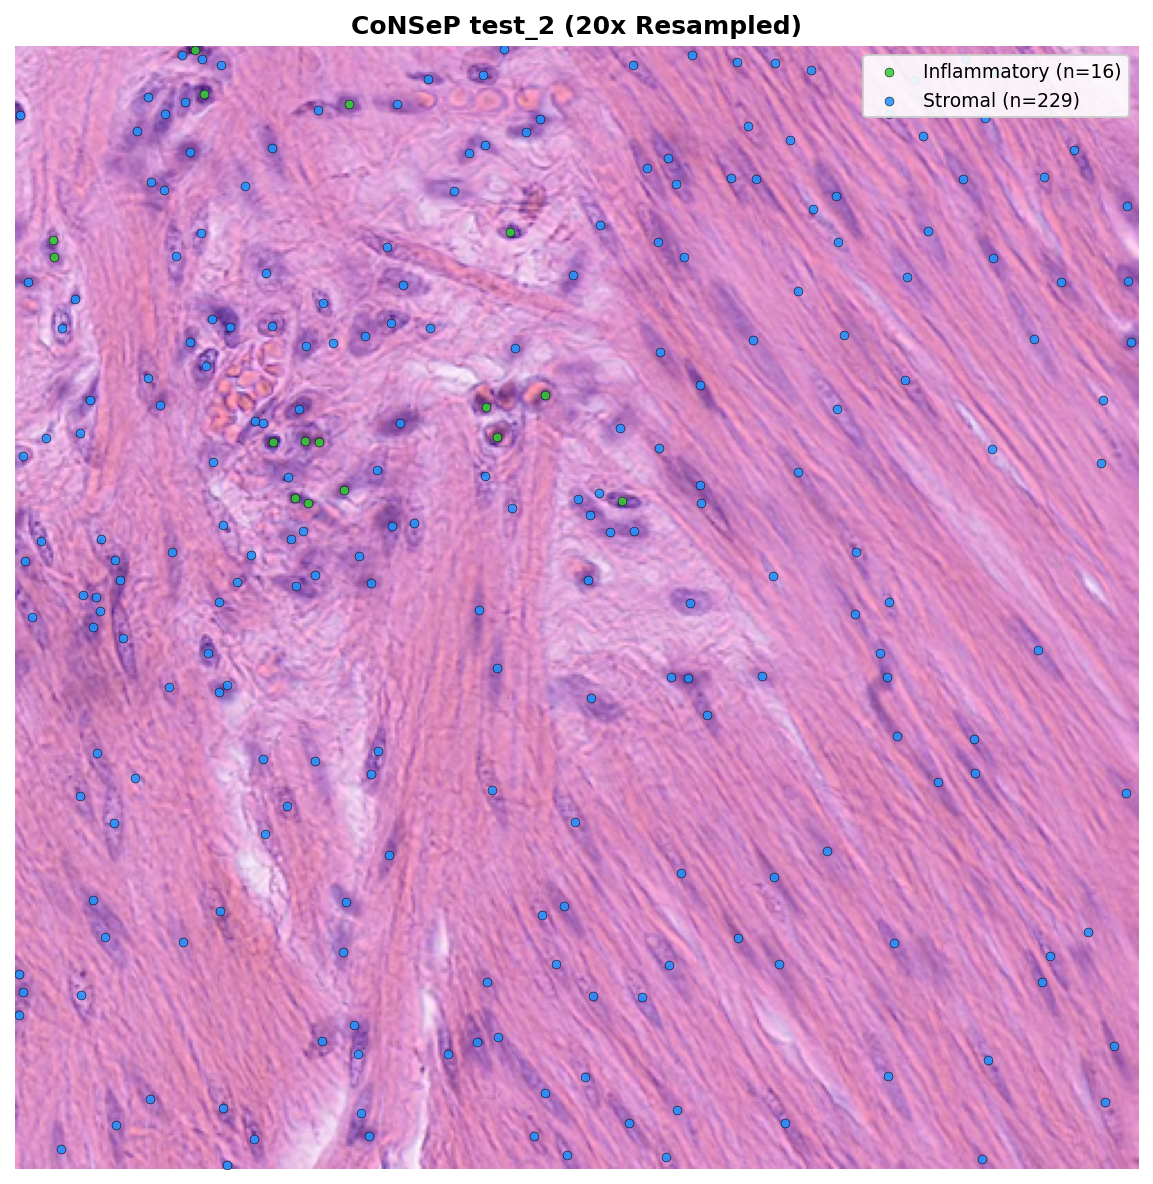 CoNSeP test_2 (20x Resampled)
Inflammatory (n=16)
Stromal (n=229)